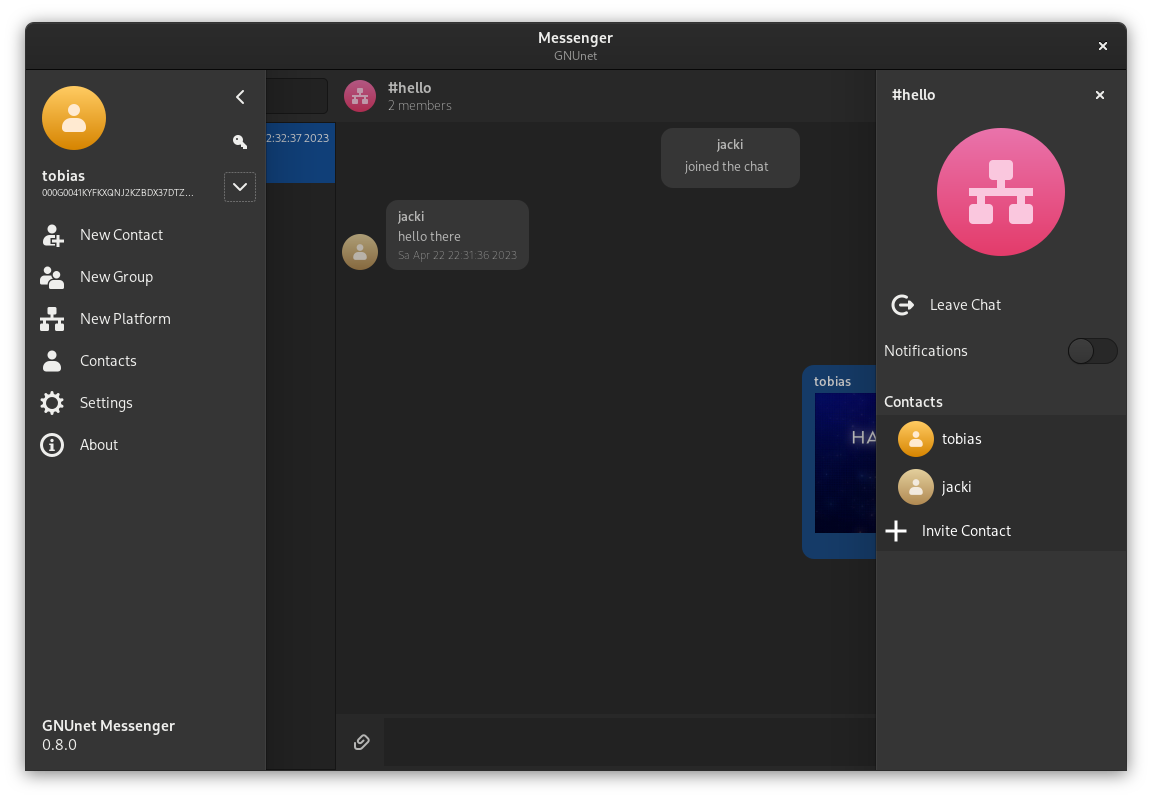 Messenger
GNUnet
tobias
000G0041KYFKXQNJ2KZBDX37DTZ...
New Contact
New Group
New Platform
Contacts
Settings
About
GNUnet Messenger
0.8.0
2:32:37 2023
#hello
2 members
jacki
joined the chat
jacki
hello there
Sa Apr 22 22:31:36 2023
tobias
HA
#hello
Leave Chat
Notifications
Contacts
tobias
jacki
Invite Contact